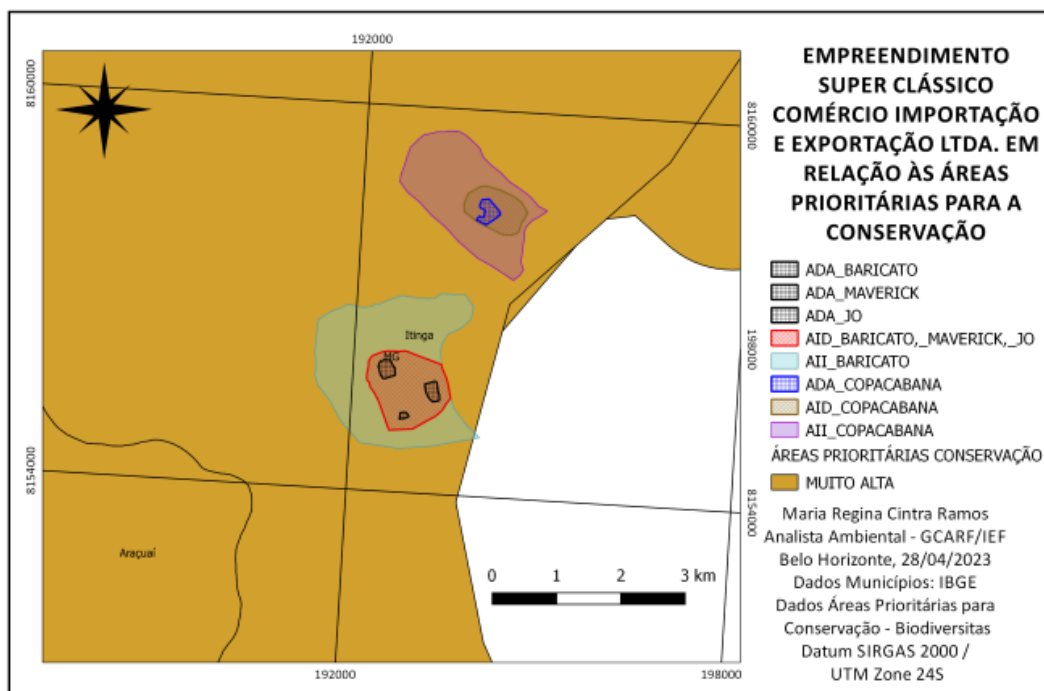 192000
8160000
8160000
Itinga
MG
198000
8154000
8154000
Araçuaí
0 1 2 3 km
192000
198000
EMPREENDIMENTO
SUPER CLÁSSICO
COMÉRCIO IMPORTAÇÃO
E EXPORTAÇÃO LTDA. EM
RELAÇÃO ÀS ÁREAS
PRIORITÁRIAS PARA A
CONSERVAÇÃO
ADA_BARICATO
ADA_MAVERICK
ADA_JO
AID_BARICATO,_MAVERICK,_JO
AII_BARICATO
ADA_COPACABANA
AID_COPACABANA
AII_COPACABANA
ÁREAS PRIORITÁRIAS CONSERVAÇÃO
MUITO ALTA
Maria Regina Cintra Ramos
Analista Ambiental - GCARF/IEF
Belo Horizonte, 28/04/2023
Dados Municípios: IBGE
Dados Áreas Prioritárias para
Conservação - Biodiversitas
Datum SIRGAS 2000 /
UTM Zone 24S